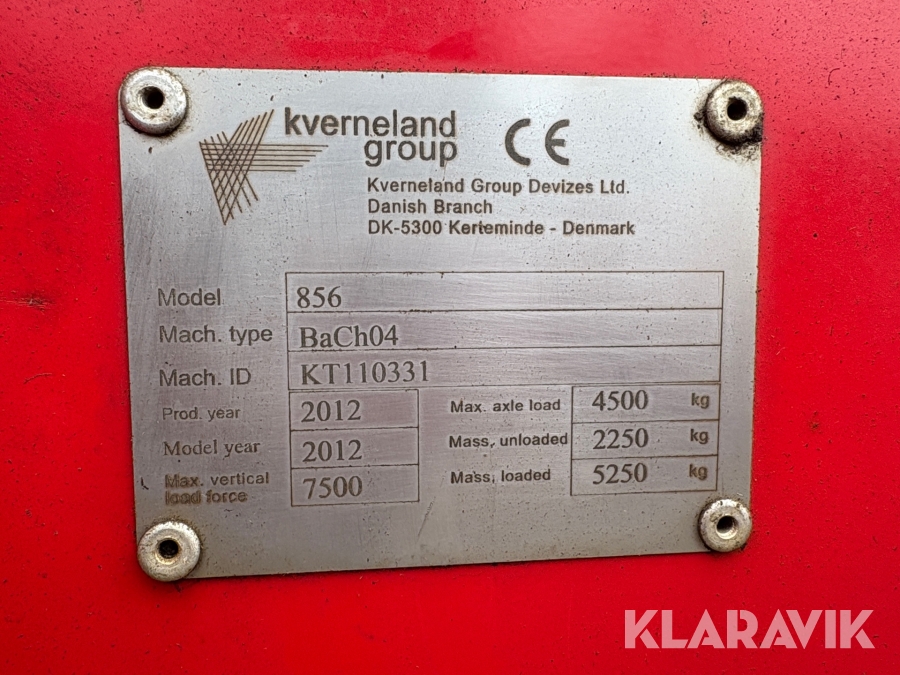 kverneland
group CE
Kverneland Group Devizes Ltd.
Danish Branch
DK-5300 Kerteminde - Denmark
Model 856
Mach. type BaCh04
Mach. ID KT110331
Prod. year 2012 Max. axle load 4500 kg
Model year 2012 Mass, unloaded 2250 kg
Max. vertical
load force 7500 Mass, loaded 5250 kg
KLARAVIK